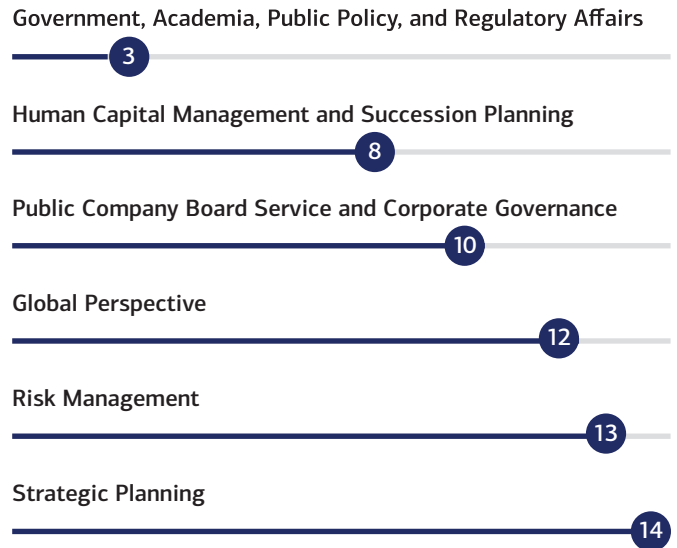 Government, Academia, Public Policy, and Regulatory Affairs
3
Human Capital Management and Succession Planning
8
Public Company Board Service and Corporate Governance
10
Global Perspective
12
Risk Management
13
Strategic Planning
14